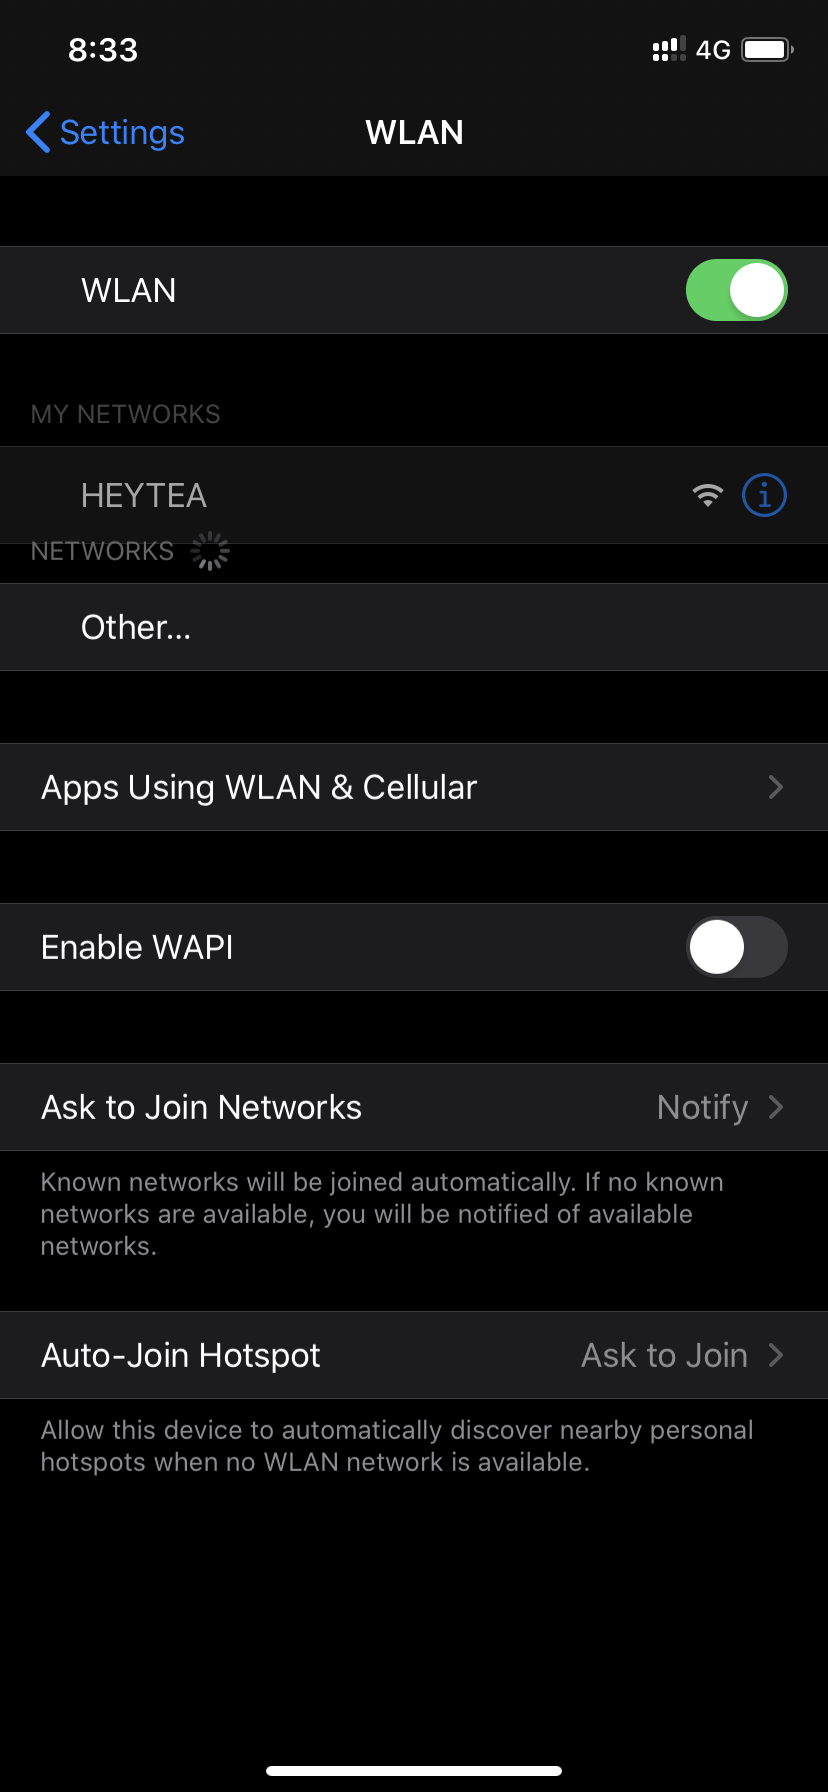 8:33
4G
Settings
WLAN
WLAN
MY NETWORKS
HEYTEA
NETWORKS
Other...
Apps Using WLAN & Cellular
Enable WAPI
Ask to Join Networks
Notify
Known networks will be joined automatically. If no known
networks are available, you will be notified of available
networks.
Auto-Join Hotspot
Ask to Join
Allow this device to automatically discover nearby personal
hotspots when no WLAN network is available.